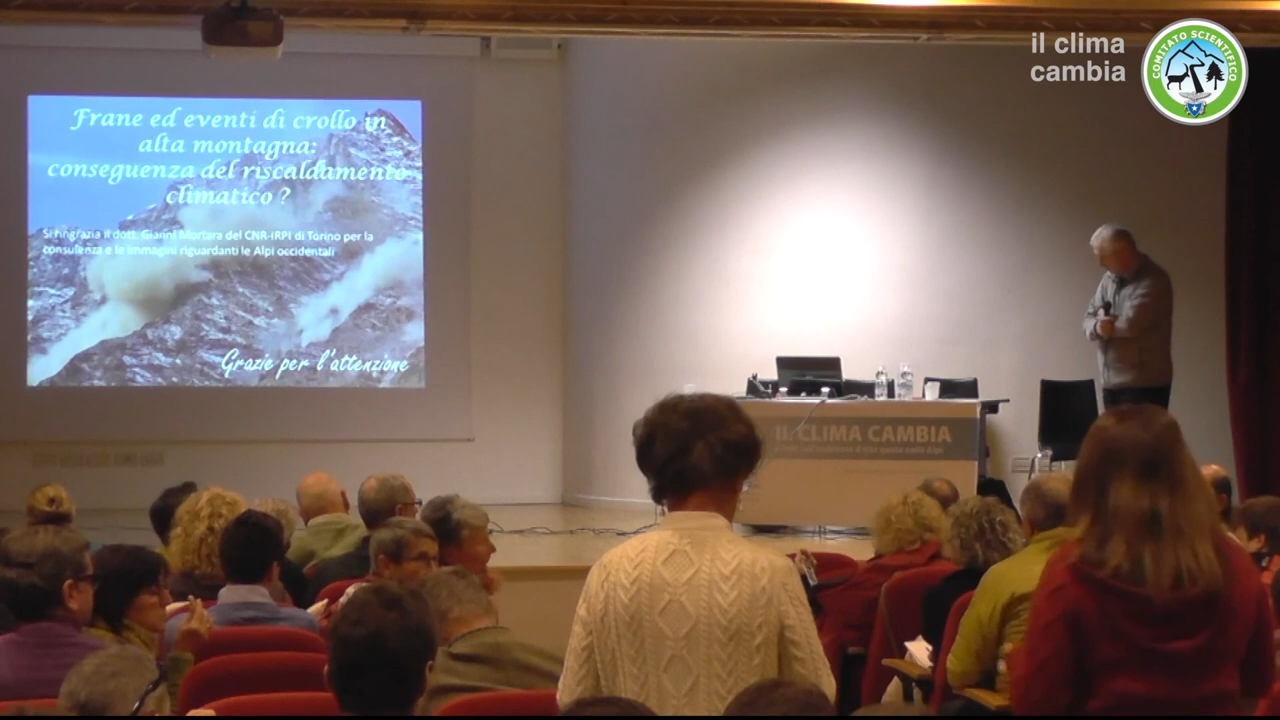 il clima
cambia
COMITATO SCIENTIFICO
Frane ed eventi di crollo in
alta montagna:
conseguenza del riscaldamento
climatico ?
Si ringrazia il dott. Gianni Mortara del CNR-IRPI di Torino per la
consulenza e le immagini riguardanti le Alpi occidentali
Grazie per l'attenzione
IL CLIMA CAMBIA